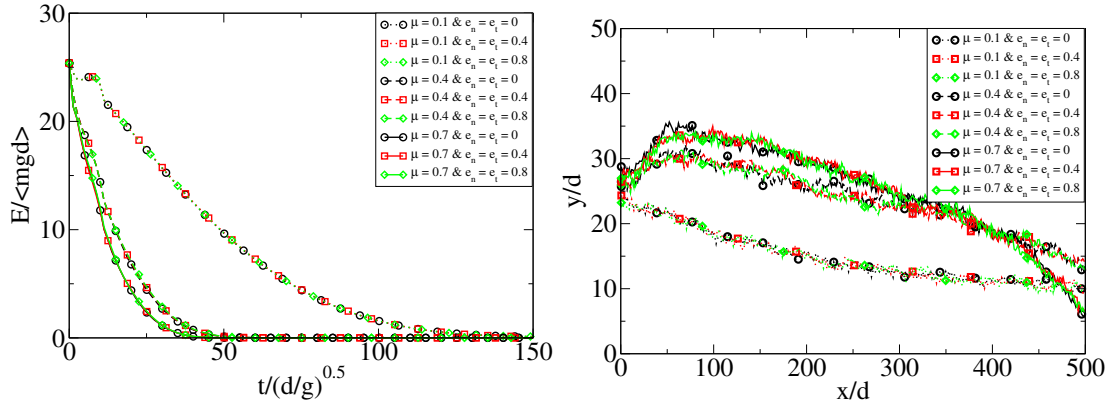 30
20
10
0
E/<mgd>
0
50
100
150
t/(d/g)^0.5
μ = 0.1 & e_n = e_t = 0
μ = 0.1 & e_n = e_t = 0.4
μ = 0.1 & e_n = e_t = 0.8
μ = 0.4 & e_n = e_t = 0
μ = 0.4 & e_n = e_t = 0.4
μ = 0.4 & e_n = e_t = 0.8
μ = 0.7 & e_n = e_t = 0
μ = 0.7 & e_n = e_t = 0.4
μ = 0.7 & e_n = e_t = 0.8
50
40
30
20
10
0
y/d
0
100
200
300
400
500
x/d
μ = 0.1 & e_n = e_t = 0
μ = 0.1 & e_n = e_t = 0.4
μ = 0.1 & e_n = e_t = 0.8
μ = 0.4 & e_n = e_t = 0
μ = 0.4 & e_n = e_t = 0.4
μ = 0.4 & e_n = e_t = 0.8
μ = 0.7 & e_n = e_t = 0
μ = 0.7 & e_n = e_t = 0.4
μ = 0.7 & e_n = e_t = 0.8